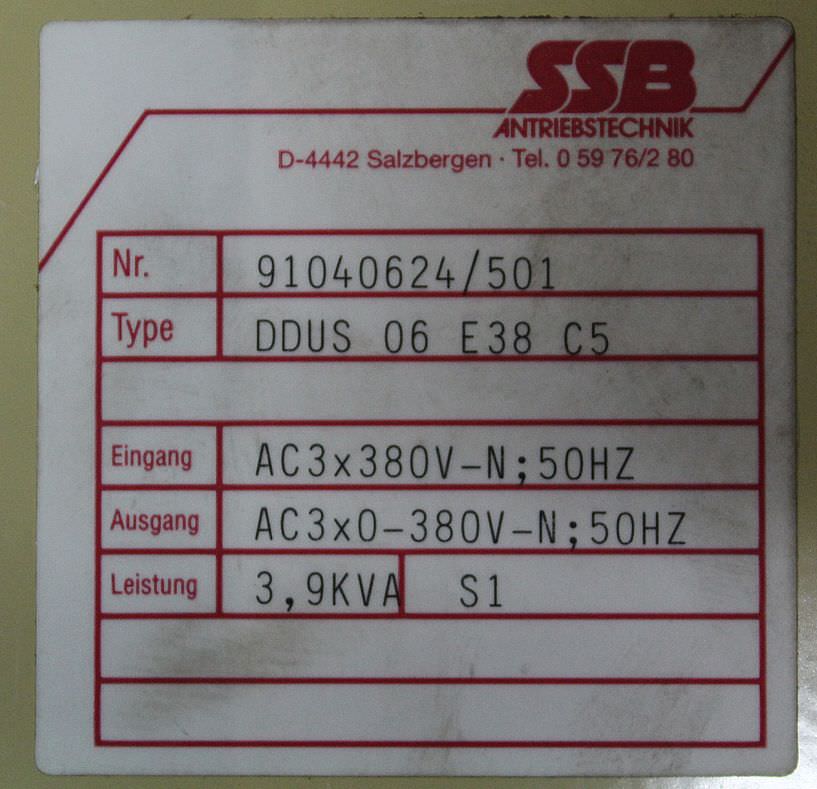 SSB
ANTRIEBSTECHNIK
D-4442 Salzbergen · Tel. 0 59 76/2 80
Nr. 91040624/501
Type DDUS 06 E38 C5
Eingang AC3x380V-N;50HZ
Ausgang AC3x0-380V-N;50HZ
Leistung 3,9KVA S1